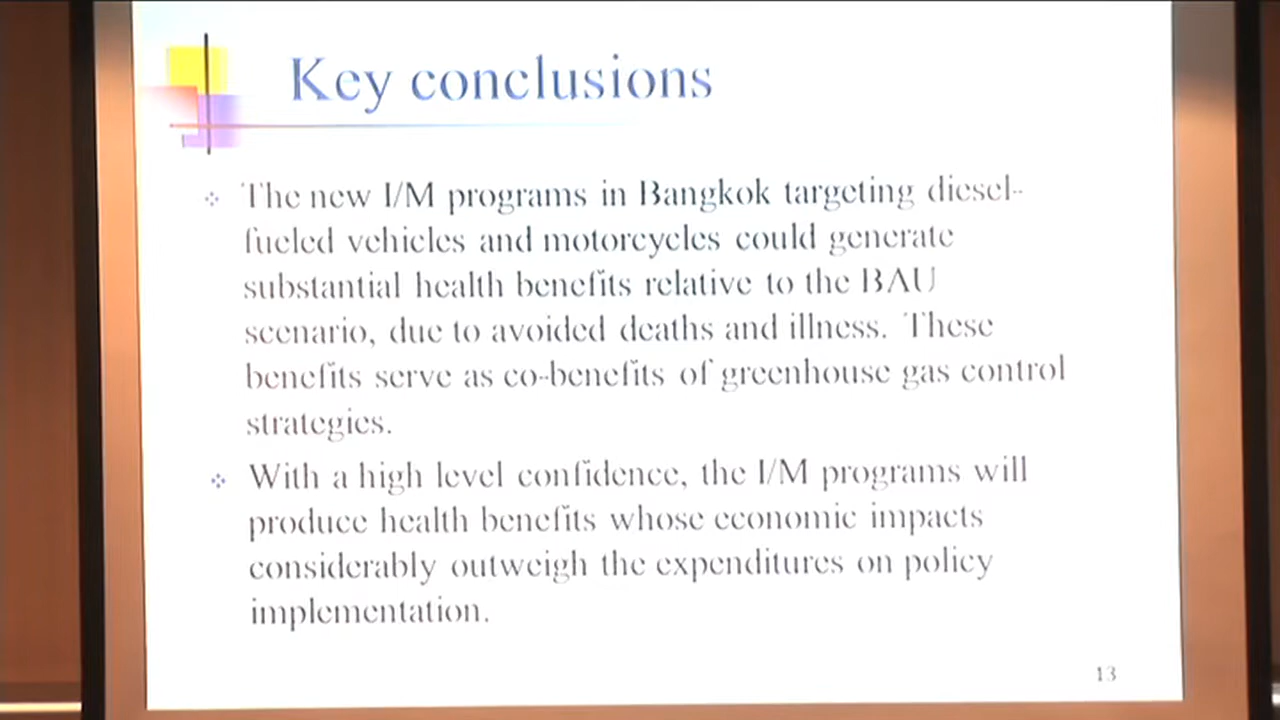 Key conclusions
The new I/M programs in Bangkok targeting diesel-
fueled vehicles and motorcycles could generate
substantial health benefits relative to the BAU
scenario, due to avoided deaths and illness. These
benefits serve as co-benefits of greenhouse gas control
strategies.
With a high level confidence, the I/M programs will
produce health benefits whose economic impacts
considerably outweigh the expenditures on policy
implementation.
13